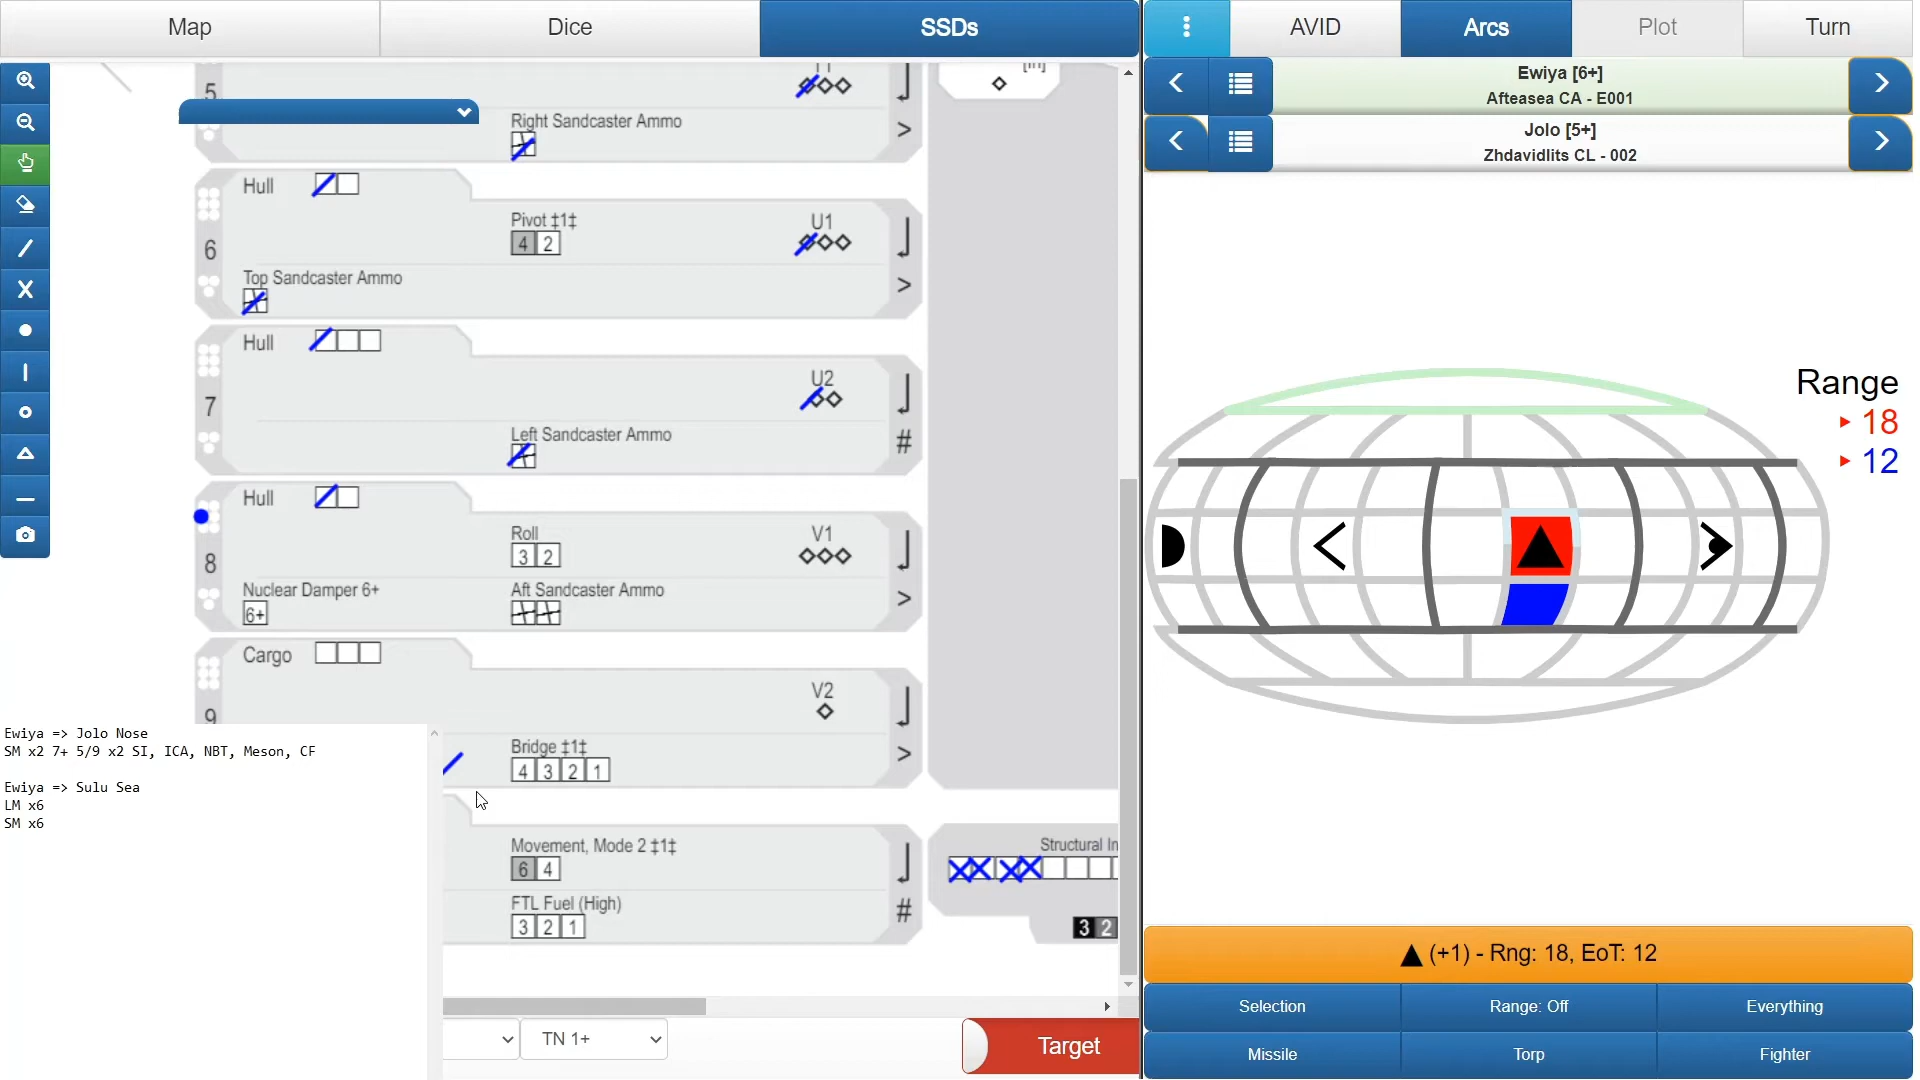 Map
Dice
SSDs
AVID
Arcs
Plot
Turn
Ewiya [6+]
Afteasea CA - E001
Jolo [5+]
Zhdavidlits CL - 002
5
Right Sandcaster Ammo
>
Hull
Pivot ‡1‡
4 2
U1
6
Top Sandcaster Ammo
>
Hull
U2
7
Left Sandcaster Ammo
#
Hull
Roll
3 2
V1
8
Nuclear Damper 6+
6+
Aft Sandcaster Ammo
>
Cargo
V2
9
Bridge ‡1‡
4 3 2 1
>
Movement, Mode 2 ‡1‡
6 4
FTL Fuel (High)
3 2 1
#
Structural In
3 2
Ewiya => Jolo Nose
SM x2 7+ 5/9 x2 SI, ICA, NBT, Meson, CF
Ewiya => Sulu Sea
LM x6
SM x6
TN 1+
Target
Range
18
12
▲ (+1) - Rng: 18, EoT: 12
Selection
Range: Off
Everything
Missile
Torp
Fighter